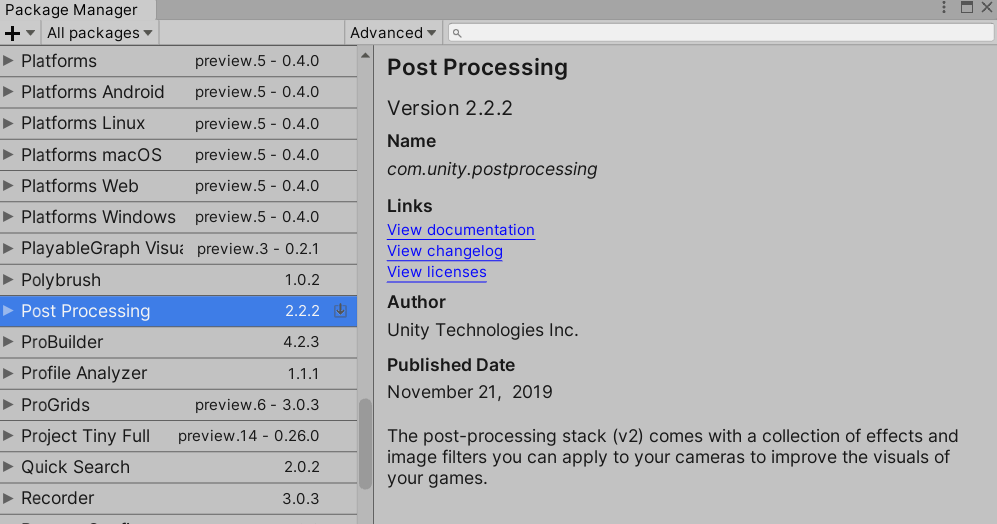 Package Manager
All packages
Advanced
Platforms preview.5 - 0.4.0
Platforms Android preview.5 - 0.4.0
Platforms Linux preview.5 - 0.4.0
Platforms macOS preview.5 - 0.4.0
Platforms Web preview.5 - 0.4.0
Platforms Windows preview.5 - 0.4.0
PlayableGraph Visua preview.3 - 0.2.1
Polybrush 1.0.2
Post Processing 2.2.2
ProBuilder 4.2.3
Profile Analyzer 1.1.1
ProGrids preview.6 - 3.0.3
Project Tiny Full preview.14 - 0.26.0
Quick Search 2.0.2
Recorder 3.0.3
Post Processing
Version 2.2.2
Name
com.unity.postprocessing
Links
View documentation
View changelog
View licenses
Author
Unity Technologies Inc.
Published Date
November 21, 2019
The post-processing stack (v2) comes with a collection of effects and
image filters you can apply to your cameras to improve the visuals of
your games.